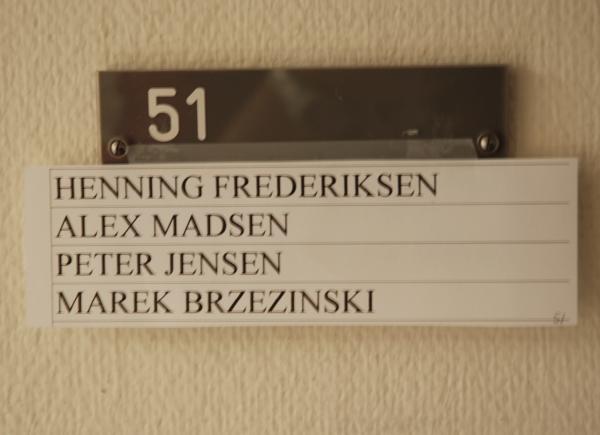 51
HENNING FREDERIKSEN
ALEX MADSEN
PETER JENSEN
MAREK BRZEZINSKI